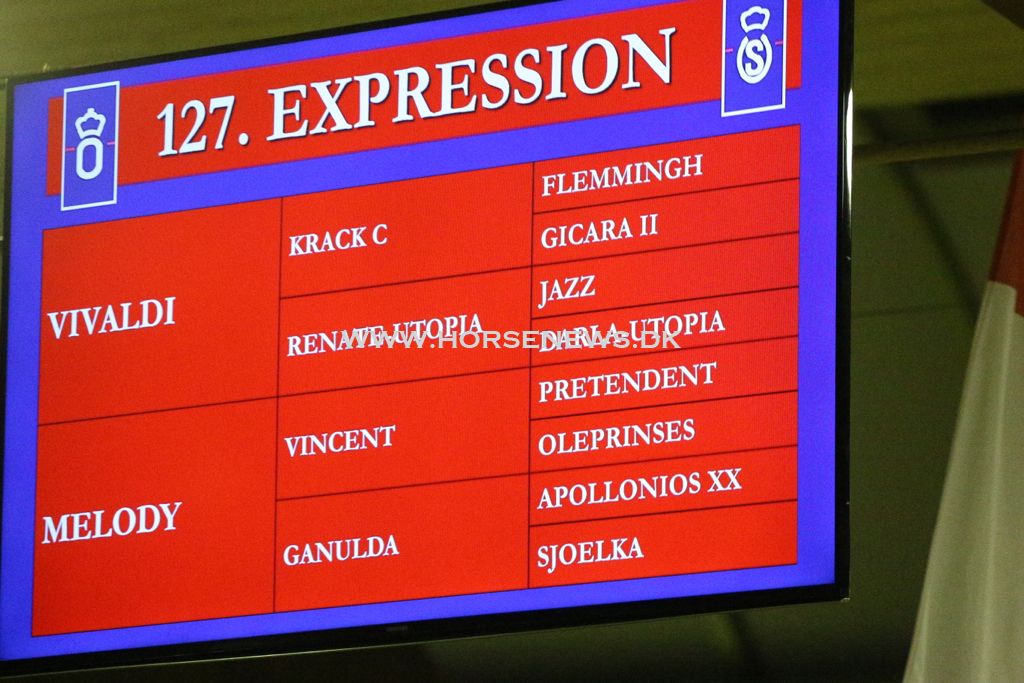 127. EXPRESSION
O
S
VIVALDI
KRACK C
FLEMMINGH
GICARA II
RENATE-UTOPIA
JAZZ
DARLA-UTOPIA
WWW.HORSENEWS.DK
MELODY
VINCENT
PRETENDENT
OLEPRINSES
GANULDA
APOLLONIOS XX
SJOELKA